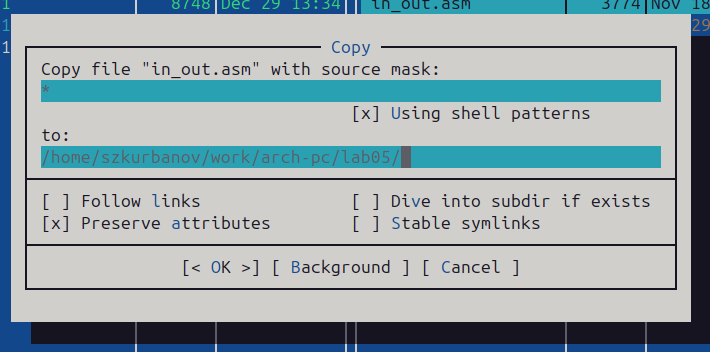 1 8748 Dec 29 13:34 in_out.asm 3774 Nov 18
1 29
1
Copy
Copy file "in_out.asm" with source mask:
*
[x] Using shell patterns
to:
/home/szkurbanov/work/arch-pc/lab05/
[ ] Follow links [ ] Dive into subdir if exists
[x] Preserve attributes [ ] Stable symlinks
[< OK >] [ Background ] [ Cancel ]